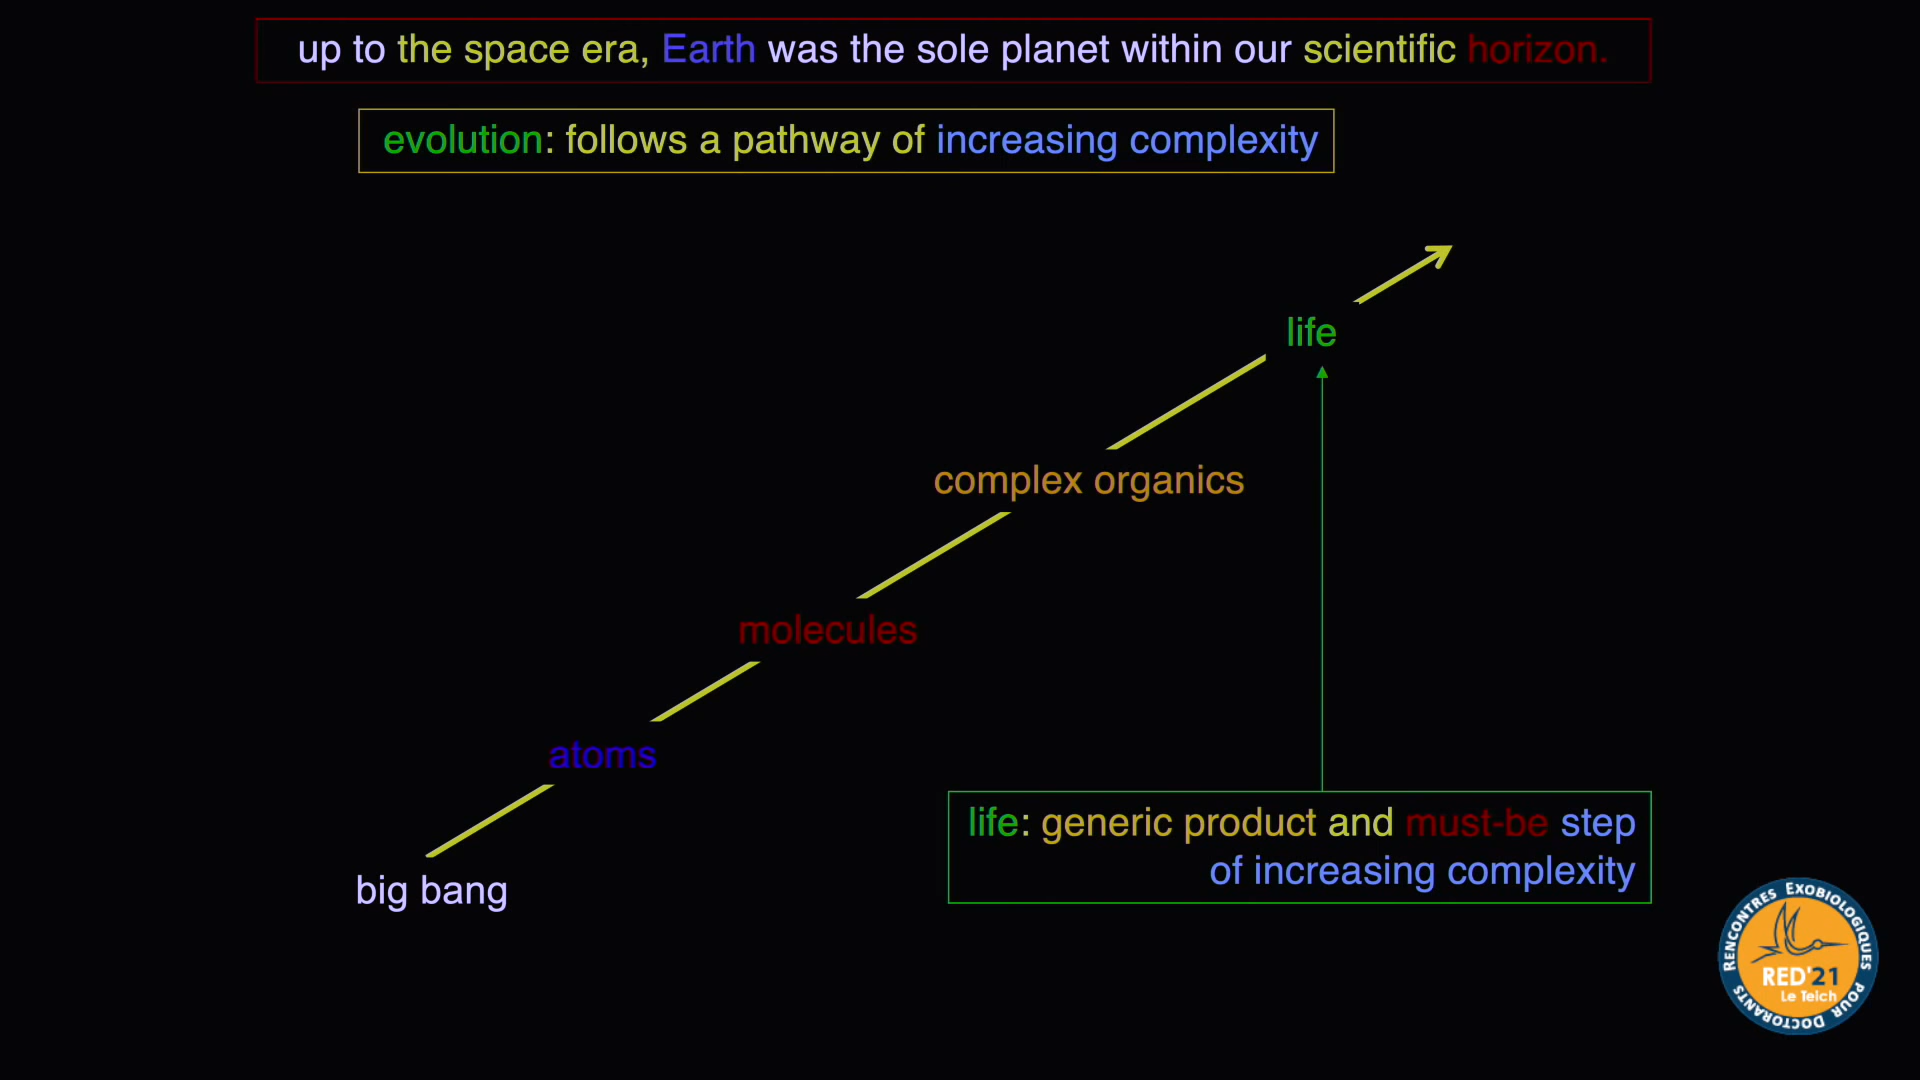 up to the space era, Earth was the sole planet within our scientific horizon.
evolution: follows a pathway of increasing complexity
life
complex organics
molecules
atoms
big bang
life: generic product and must-be step
of increasing complexity
RENCONTRES EXOBIOLOGIQUES
POUR DOCTORANTS
RED'21
Le Teich